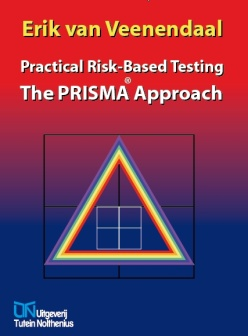 Erik van Veenendaal
Practical Risk-Based Testing
The PRISMA® Approach
Uitgeverij
Tutein Nolthenius